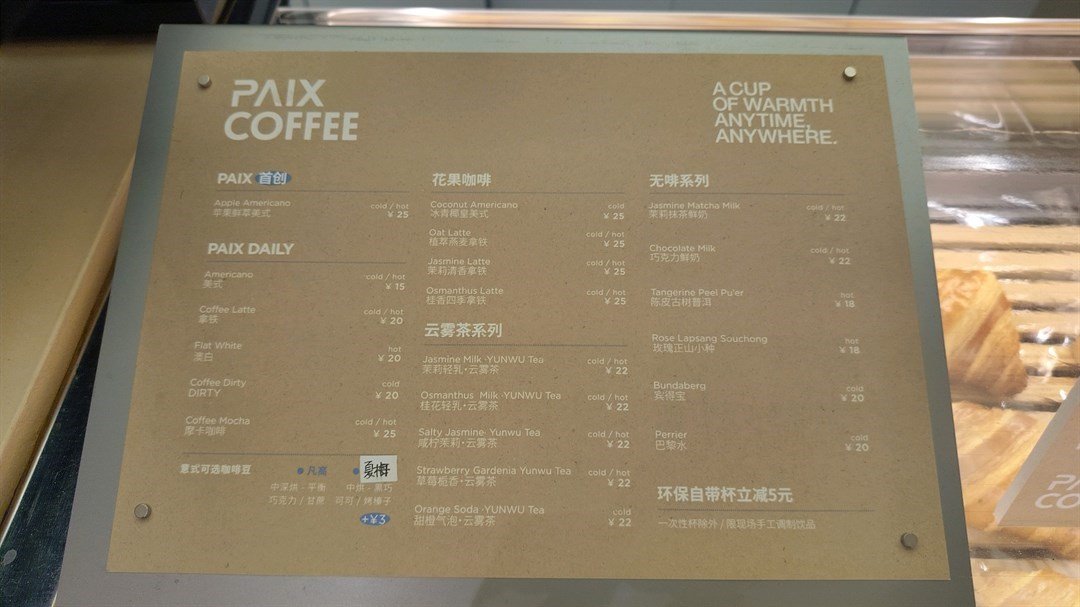 PAIX
COFFEE
A CUP
OF WARMTH
ANYTIME,
ANYWHERE.
PAIX 首创
Apple Americano
苹果鲜萃美式
cold / hot
¥ 25
PAIX DAILY
Americano
美式
cold / hot
¥ 15
Coffee Latte
拿铁
cold / hot
¥ 20
Flat White
澳白
hot
¥ 20
Coffee Dirty
DIRTY
cold
¥ 20
Coffee Mocha
摩卡咖啡
cold / hot
¥ 25
意式可选咖啡豆
凡高
夏梅
中深烘 - 平衡
巧克力 / 甘蔗
中烘 - 黑巧
可可 / 烤榛子
+¥3
花果咖啡
Coconut Americano
冰青椰皇美式
cold
¥ 25
Oat Latte
植萃燕麦拿铁
cold / hot
¥ 25
Jasmine Latte
茉莉清香拿铁
cold / hot
¥ 25
Osmanthus Latte
桂香四季拿铁
cold / hot
¥ 25
云雾茶系列
Jasmine Milk ·YUNWU Tea
茉莉轻乳·云雾茶
cold / hot
¥ 22
Osmanthus Milk ·YUNWU Tea
桂花轻乳·云雾茶
cold / hot
¥ 22
Salty Jasmine· Yunwu Tea
咸柠茉莉·云雾茶
cold / hot
¥ 22
Strawberry Gardenia Yunwu Tea
草莓栀香·云雾茶
cold / hot
¥ 22
Orange Soda ·YUNWU Tea
甜橙气泡·云雾茶
cold
¥ 22
无啡系列
Jasmine Matcha Milk
茉莉抹茶鲜奶
cold / hot
¥ 22
Chocolate Milk
巧克力鲜奶
cold / hot
¥ 22
Tangerine Peel Pu'er
陈皮古树普洱
hot
¥ 18
Rose Lapsang Souchong
玫瑰正山小种
hot
¥ 18
Bundaberg
宾得宝
cold
¥ 20
Perrier
巴黎水
cold
¥ 20
环保自带杯立减5元
一次性杯除外 / 限现场手工调制饮品